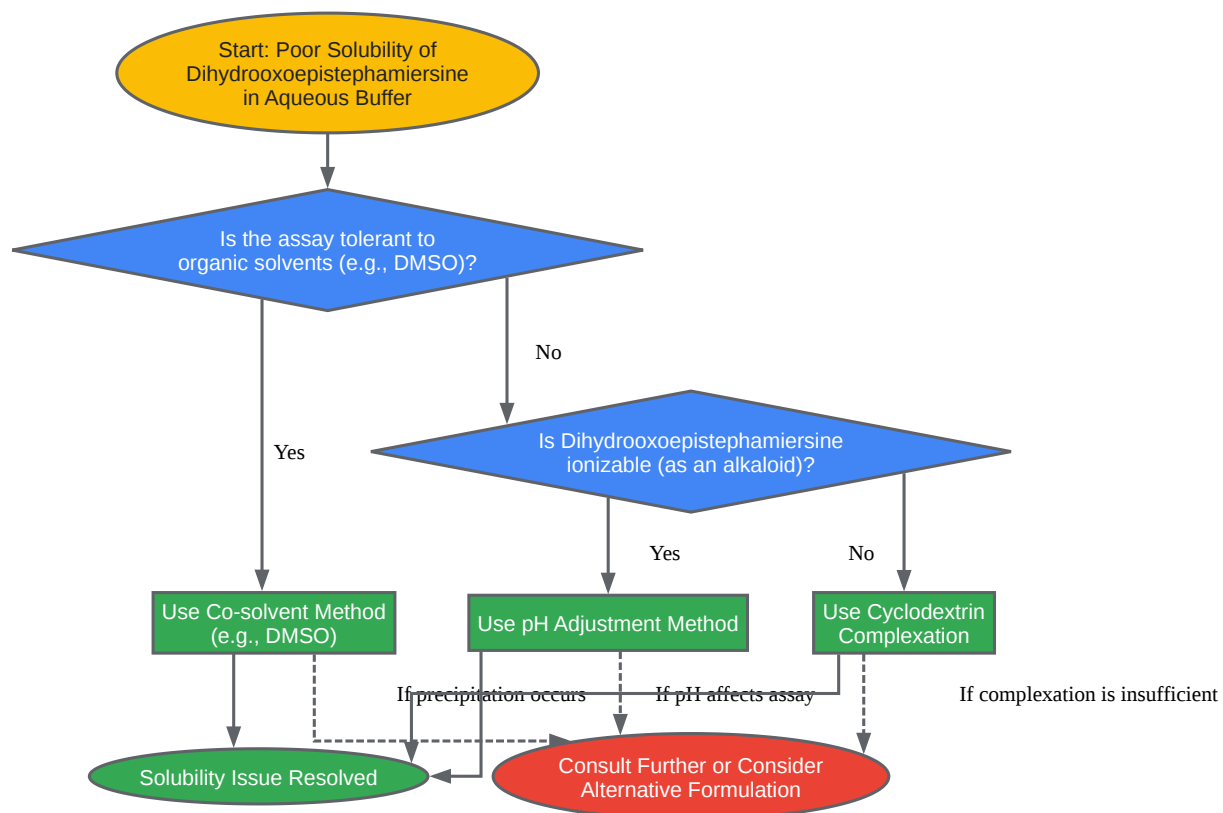 Start: Poor Solubility of
Dihydrooxoepistephamiersine
in Aqueous Buffer
Is the assay tolerant to
organic solvents (e.g., DMSO)?
No
Is Dihydrooxoepistephamiersine
ionizable (as an alkaloid)?
Yes
Yes
No
Use Co-solvent Method
(e.g., DMSO)
Use pH Adjustment Method
Use Cyclodextrin
Complexation
If precipitation occurs
If pH affects assay
If complexation is insufficient
Solubility Issue Resolved
Consult Further or Consider
Alternative Formulation